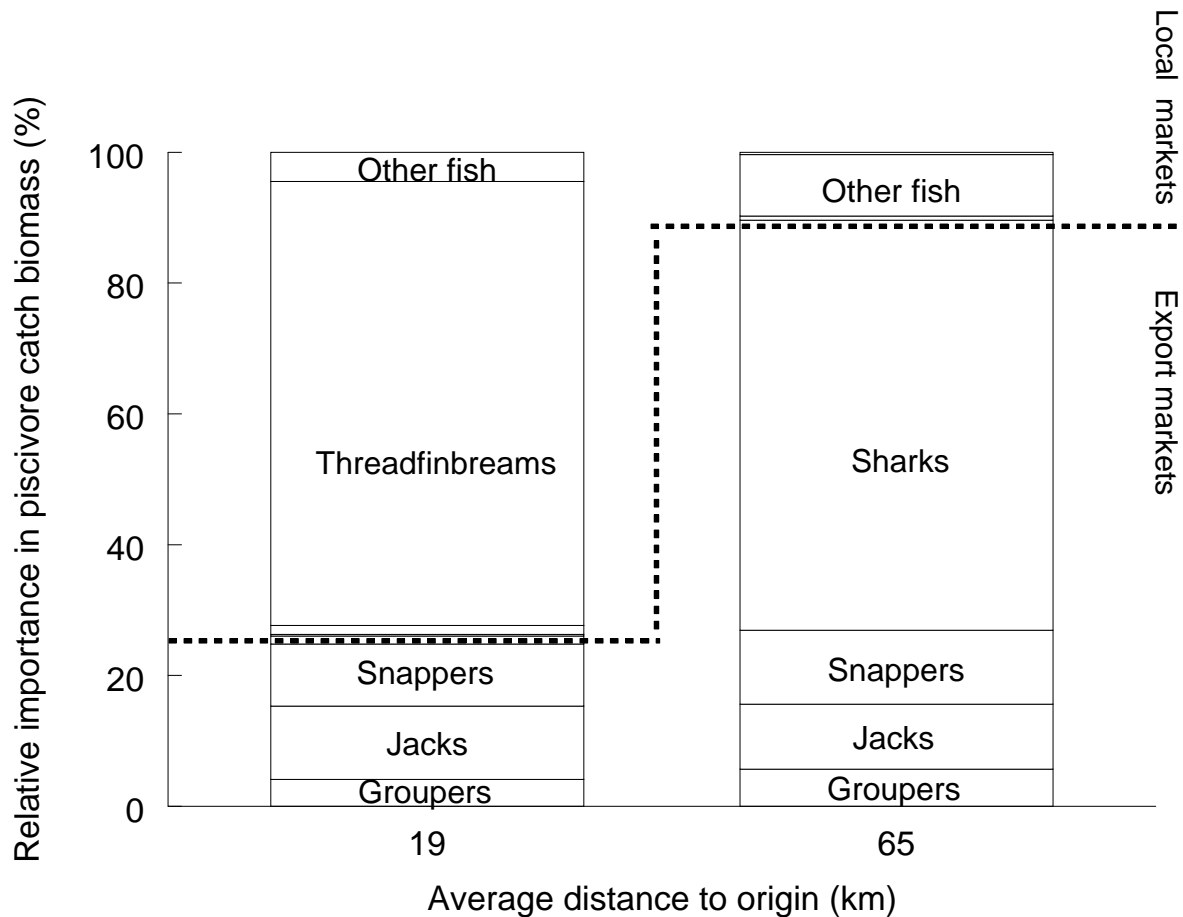 Local markets
Export markets
Relative importance in piscivore catch biomass (%)
100
80
60
40
20
0
Other fish
Threadfinbreams
Snappers
Jacks
Groupers
Other fish
Sharks
Snappers
Jacks
Groupers
19
65
Average distance to origin (km)